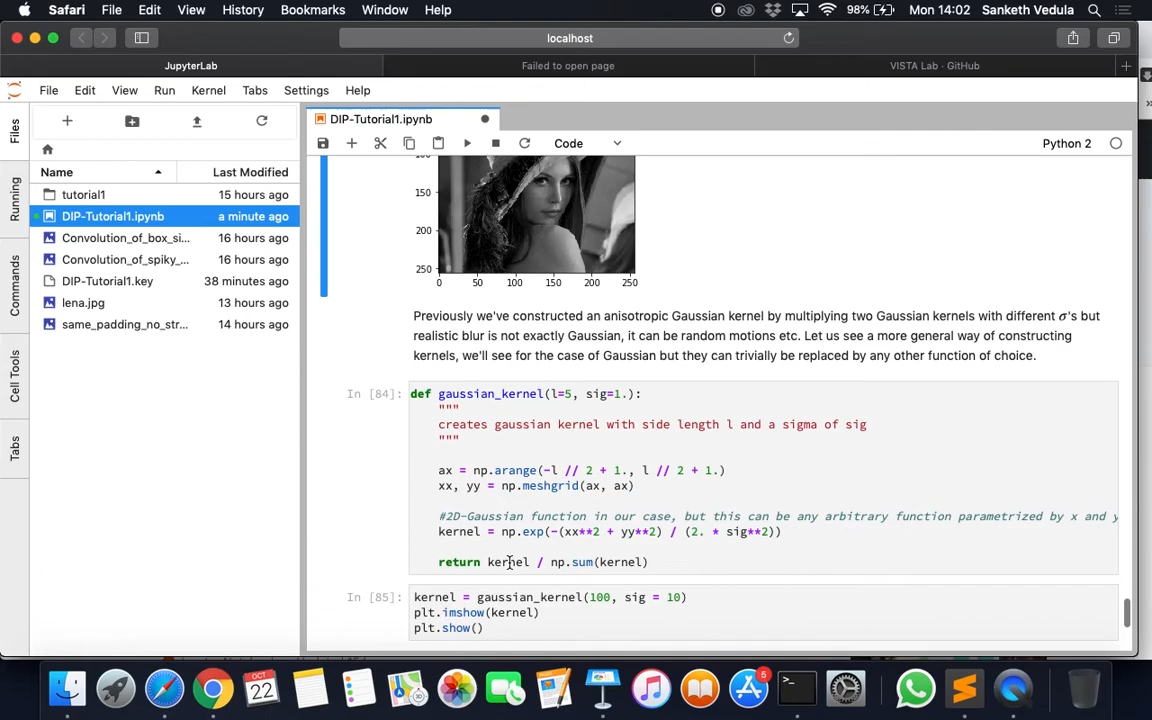 Safari File Edit View History Bookmarks Window Help 98% Mon 14:02 Sanketh Vedula
localhost
JupyterLab Failed to open page VISTA Lab · GitHub
File Edit View Run Kernel Tabs Settings Help
DIP-Tutorial1.ipynb
Code Python 2
Files
Running
Commands
Cell Tools
Tabs
Name Last Modified
tutorial1 15 hours ago
DIP-Tutorial1.ipynb a minute ago
Convolution_of_box_si... 16 hours ago
Convolution_of_spiky_... 16 hours ago
DIP-Tutorial1.key 38 minutes ago
lena.jpg 13 hours ago
same_padding_no_str... 14 hours ago
150
200
250
0 50 100 150 200 250
Previously we've constructed an anisotropic Gaussian kernel by multiplying two Gaussian kernels with different σ's but
realistic blur is not exactly Gaussian, it can be random motions etc. Let us see a more general way of constructing
kernels, we'll see for the case of Gaussian but they can trivially be replaced by any other function of choice.
In [84]: def gaussian_kernel(l=5, sig=1.):
"""
creates gaussian kernel with side length l and a sigma of sig
"""
ax = np.arange(-l // 2 + 1., l // 2 + 1.)
xx, yy = np.meshgrid(ax, ax)
#2D-Gaussian function in our case, but this can be any arbitrary function parametrized by x and y
kernel = np.exp(-(xx**2 + yy**2) / (2. * sig**2))
return kernel / np.sum(kernel)
In [85]: kernel = gaussian_kernel(100, sig = 10)
plt.imshow(kernel)
plt.show()
OCT
22
5